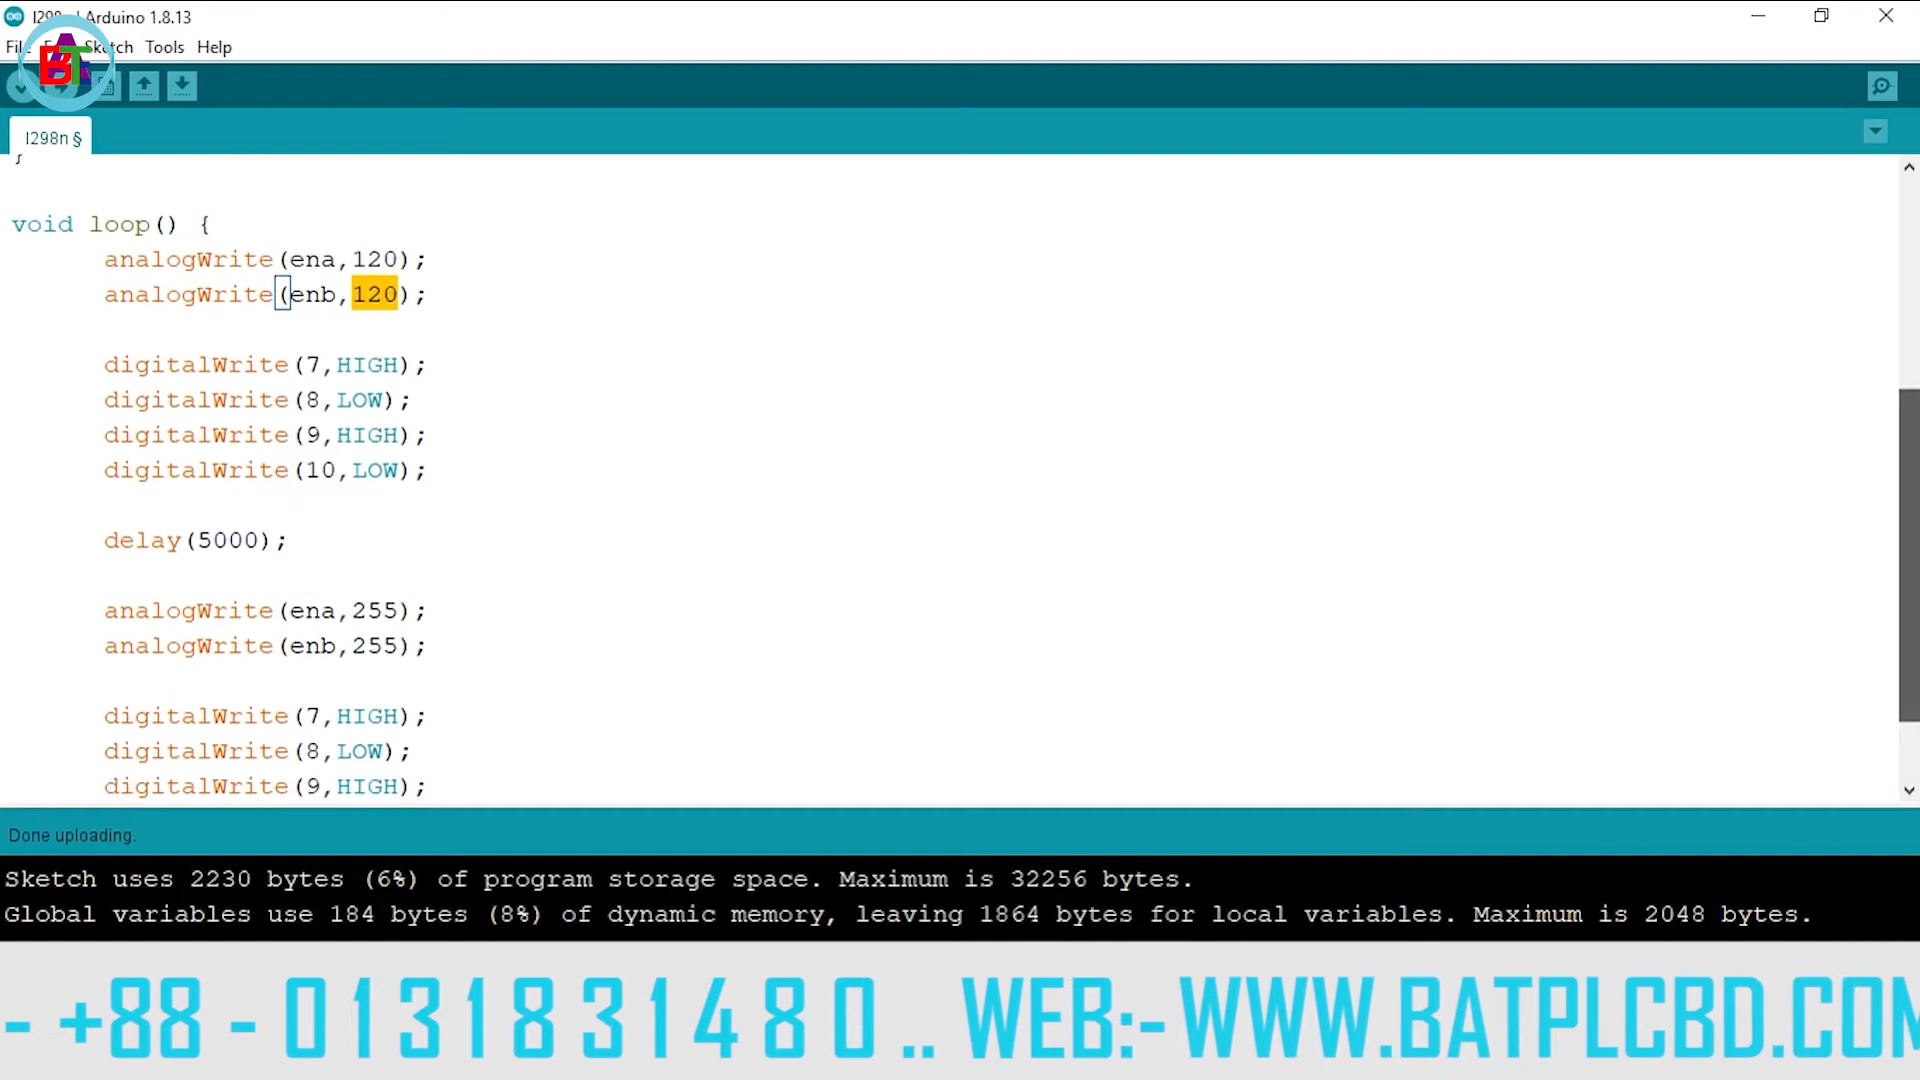 Arduino 1.8.13
Sketch Tools Help
BT
l298n §
void loop() {
analogWrite(ena,120);
analogWrite(enb,120);
digitalWrite(7,HIGH);
digitalWrite(8,LOW);
digitalWrite(9,HIGH);
digitalWrite(10,LOW);
delay(5000);
analogWrite(ena,255);
analogWrite(enb,255);
digitalWrite(7,HIGH);
digitalWrite(8,LOW);
digitalWrite(9,HIGH);
Done uploading.
Sketch uses 2230 bytes (6%) of program storage space. Maximum is 32256 bytes.
Global variables use 184 bytes (8%) of dynamic memory, leaving 1864 bytes for local variables. Maximum is 2048 bytes.
- +88 - 0131831480 .. WEB:- WWW.BATPLCBD.COM